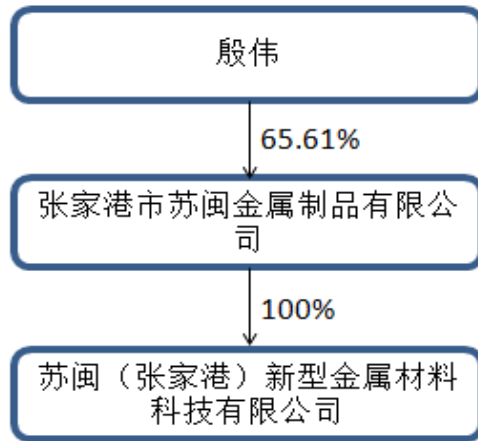 殷伟
65.61%
张家港市苏闽金属制品有限公
司
100%
苏闽（张家港）新型金属材料
科技有限公司